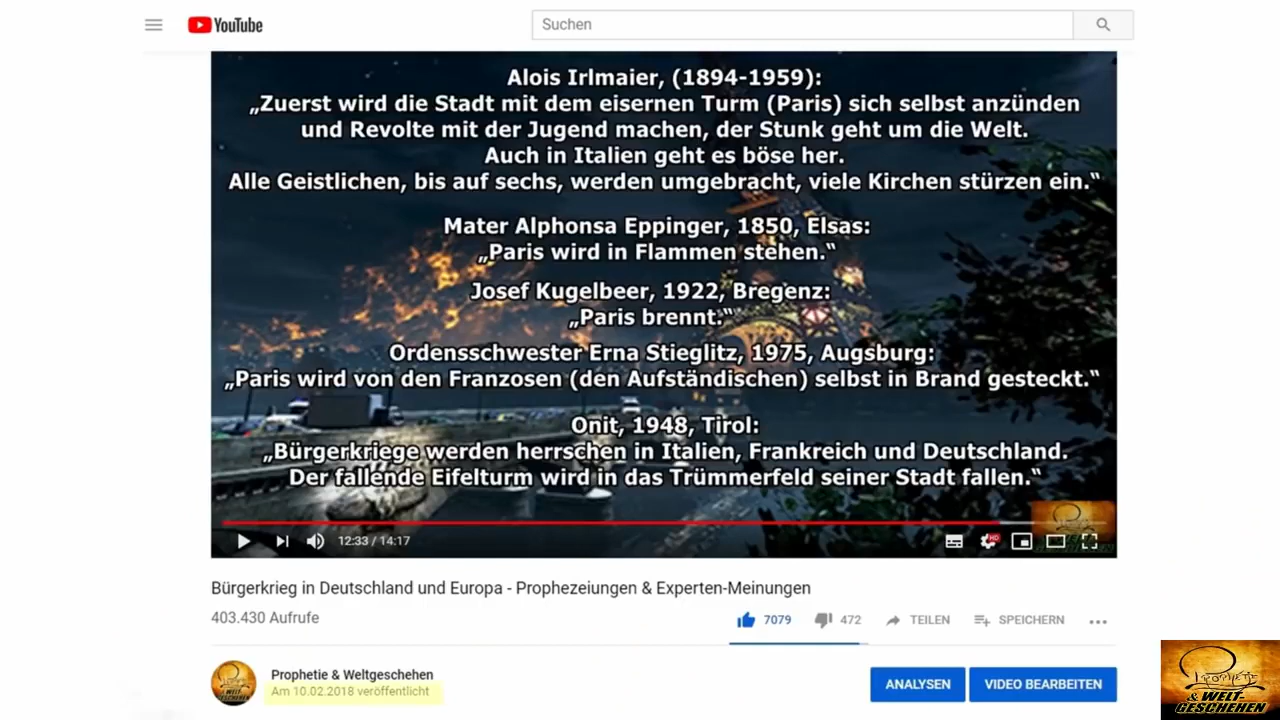 YouTube
Suchen
Alois Irlmaier, (1894-1959):
„Zuerst wird die Stadt mit dem eisernen Turm (Paris) sich selbst anzünden
und Revolte mit der Jugend machen, der Stunk geht um die Welt.
Auch in Italien geht es böse her.
Alle Geistlichen, bis auf sechs, werden umgebracht, viele Kirchen stürzen ein.“
Mater Alphonsa Eppinger, 1850, Elsas:
„Paris wird in Flammen stehen.“
Josef Kugelbeer, 1922, Bregenz:
„Paris brennt.“
Ordensschwester Erna Stieglitz, 1975, Augsburg:
„Paris wird von den Franzosen (den Aufständischen) selbst in Brand gesteckt.“
Onit, 1948, Tirol:
„Bürgerkriege werden herrschen in Italien, Frankreich und Deutschland.
Der fallende Eifelturm wird in das Trümmerfeld seiner Stadt fallen.“
12:33 / 14:17
HD
Bürgerkrieg in Deutschland und Europa - Prophezeiungen & Experten-Meinungen
403.430 Aufrufe
7079 472 TEILEN SPEICHERN
Prophetie & Weltgeschehen
Am 10.02.2018 veröffentlicht
ANALYSEN VIDEO BEARBEITEN
Prophetie
& WELT-
GESCHEHEN